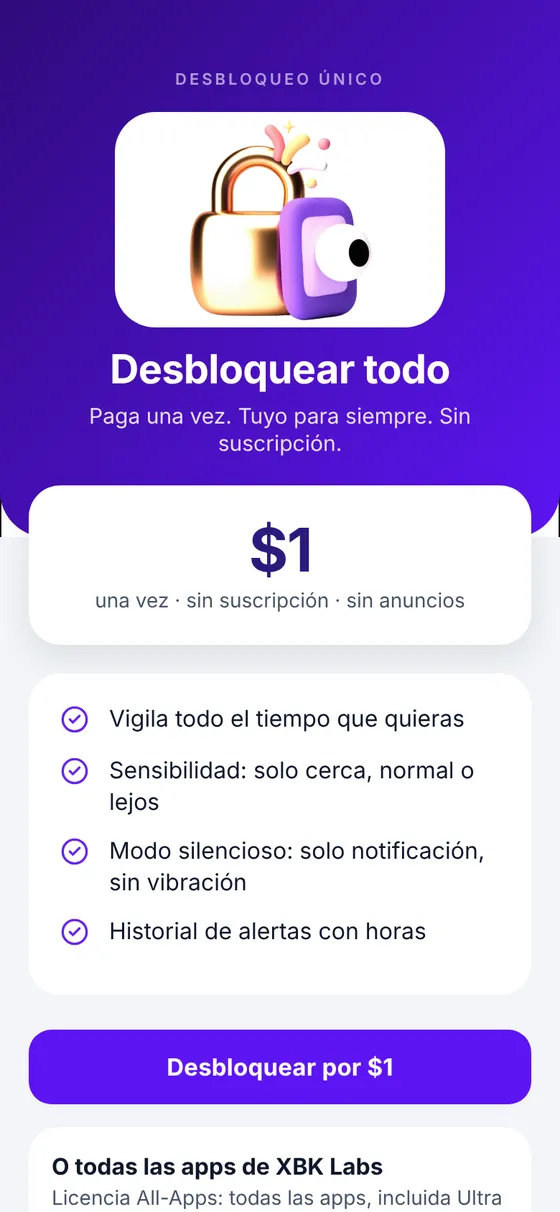 DESBLOQUEO ÚNICO
Desbloquear todo
Paga una vez. Tuyo para siempre. Sin
suscripción.
$1
una vez · sin suscripción · sin anuncios
Vigila todo el tiempo que quieras
Sensibilidad: solo cerca, normal o
lejos
Modo silencioso: solo notificación,
sin vibración
Historial de alertas con horas
Desbloquear por $1
O todas las apps de XBK Labs
Licencia All-Apps: todas las apps, incluida Ultra